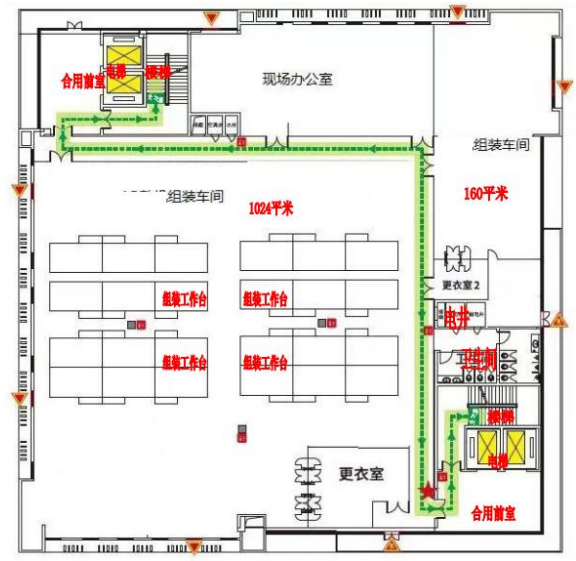 合用前室
电梯
楼梯
现场办公室
组装车间
160平米
组装车间
1024平米
组装工作台
组装工作台
更衣室2
电井
组装工作台
组装工作台
卫生间
楼梯
电梯
更衣室
合用前室